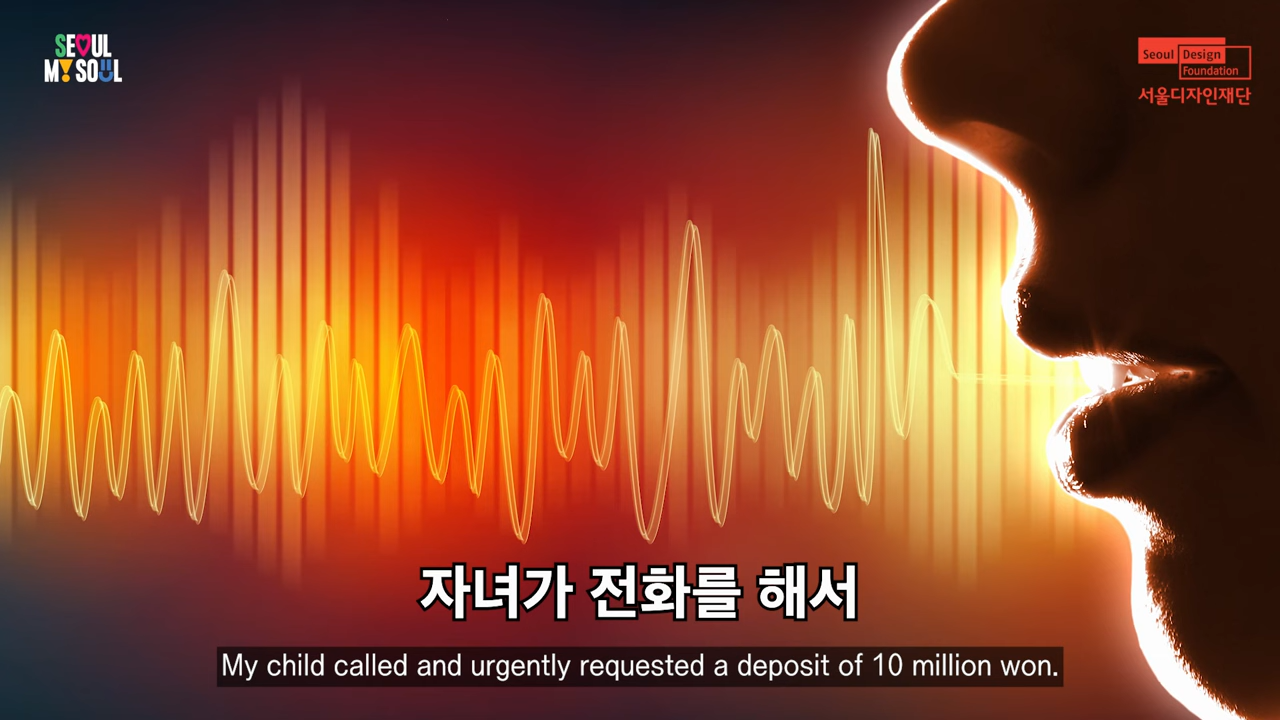 SEOUL
MY SOUL
Seoul Design
Foundation
서울디자인재단
자녀가 전화를 해서
My child called and urgently requested a deposit of 10 million won.